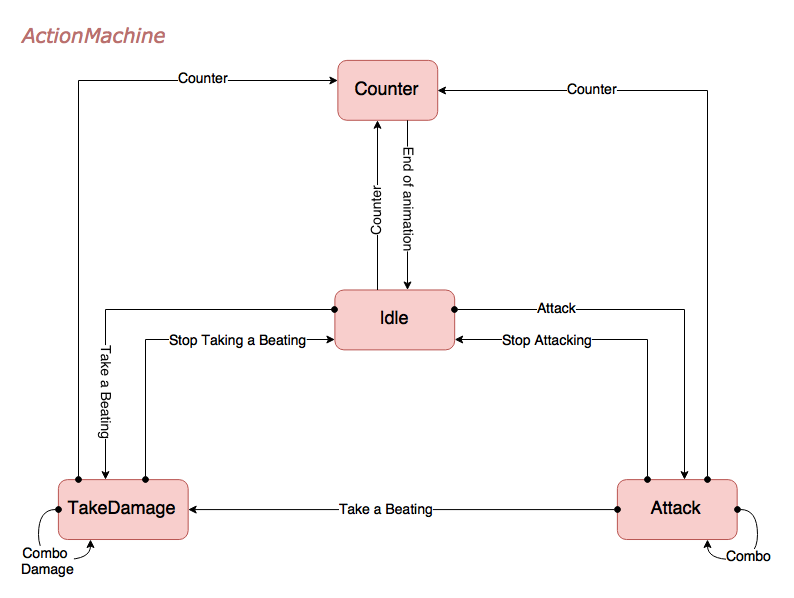 ActionMachine
Counter
Counter
Counter
Counter
End of animation
Idle
Attack
Stop Taking a Beating
Stop Attacking
Take a Beating
TakeDamage
Take a Beating
Attack
Combo
Damage
Combo